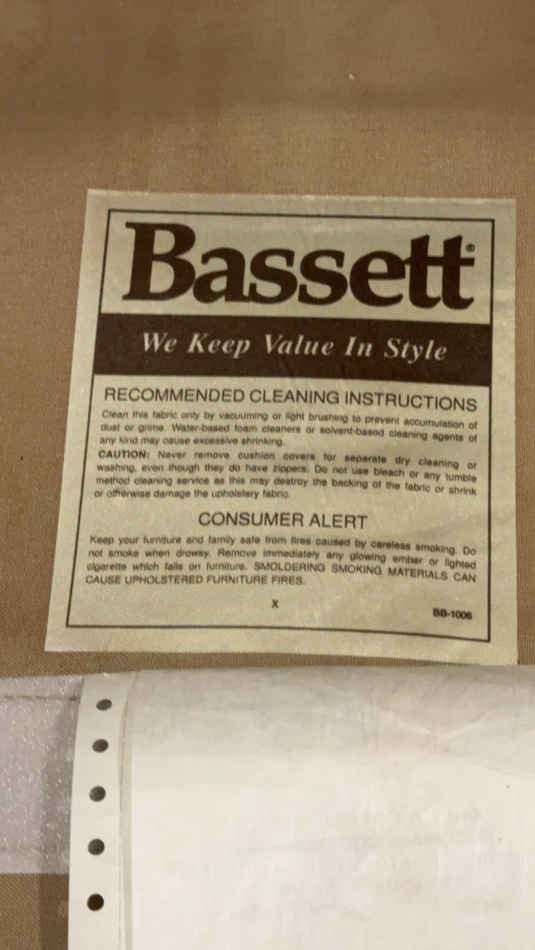 Bassett®
We Keep Value In Style
RECOMMENDED CLEANING INSTRUCTIONS
Clean this fabric only by vacuuming or light brushing to prevent accumulation of
dust or grime. Water-based foam cleaners or solvent-based cleaning agents of
any kind may cause excessive shrinking.
CAUTION: Never remove cushion covers for separate dry cleaning or
washing, even though they do have zippers. Do not use bleach or any tumble
method cleaning service as this may destroy the backing of the fabric or shrink
or otherwise damage the upholstery fabric.
CONSUMER ALERT
Keep your furniture and family safe from fires caused by careless smoking. Do
not smoke when drowsy. Remove immediately any glowing ember or lighted
cigarette which falls on furniture. SMOLDERING SMOKING MATERIALS CAN
CAUSE UPHOLSTERED FURNITURE FIRES.
X
BB-1006